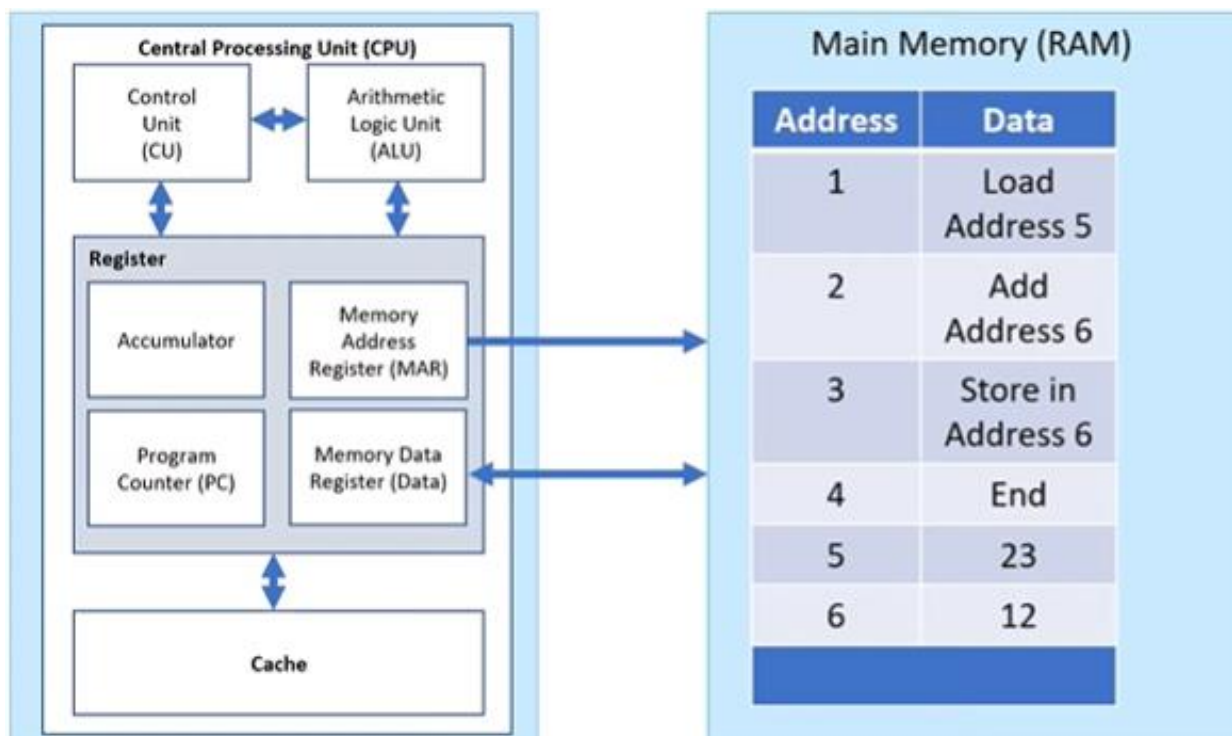 Central Processing Unit (CPU)
Control
Unit
(CU)
Arithmetic
Logic Unit
(ALU)
Register
Accumulator
Memory
Address
Register (MAR)
Program
Counter (PC)
Memory Data
Register (Data)
Cache
Main Memory (RAM)
Address Data
1 Load
Address 5
2 Add
Address 6
3 Store in
Address 6
4 End
5 23
6 12